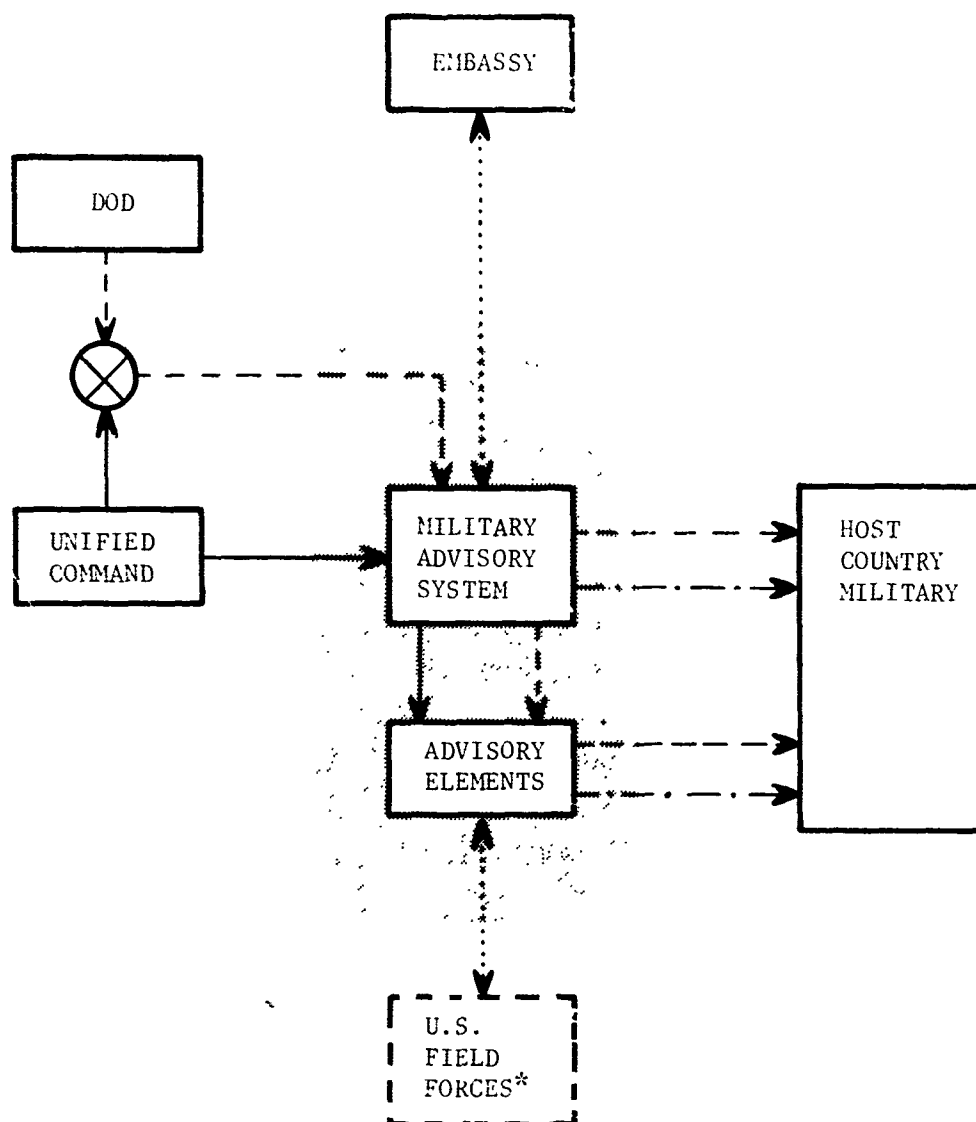 EMBASSY
DOD
UNIFIED
COMMAND
MILITARY
ADVISORY
SYSTEM
HOST
COUNTRY
MILITARY
ADVISORY
ELEMENTS
U.S.
FIELD
FORCES*